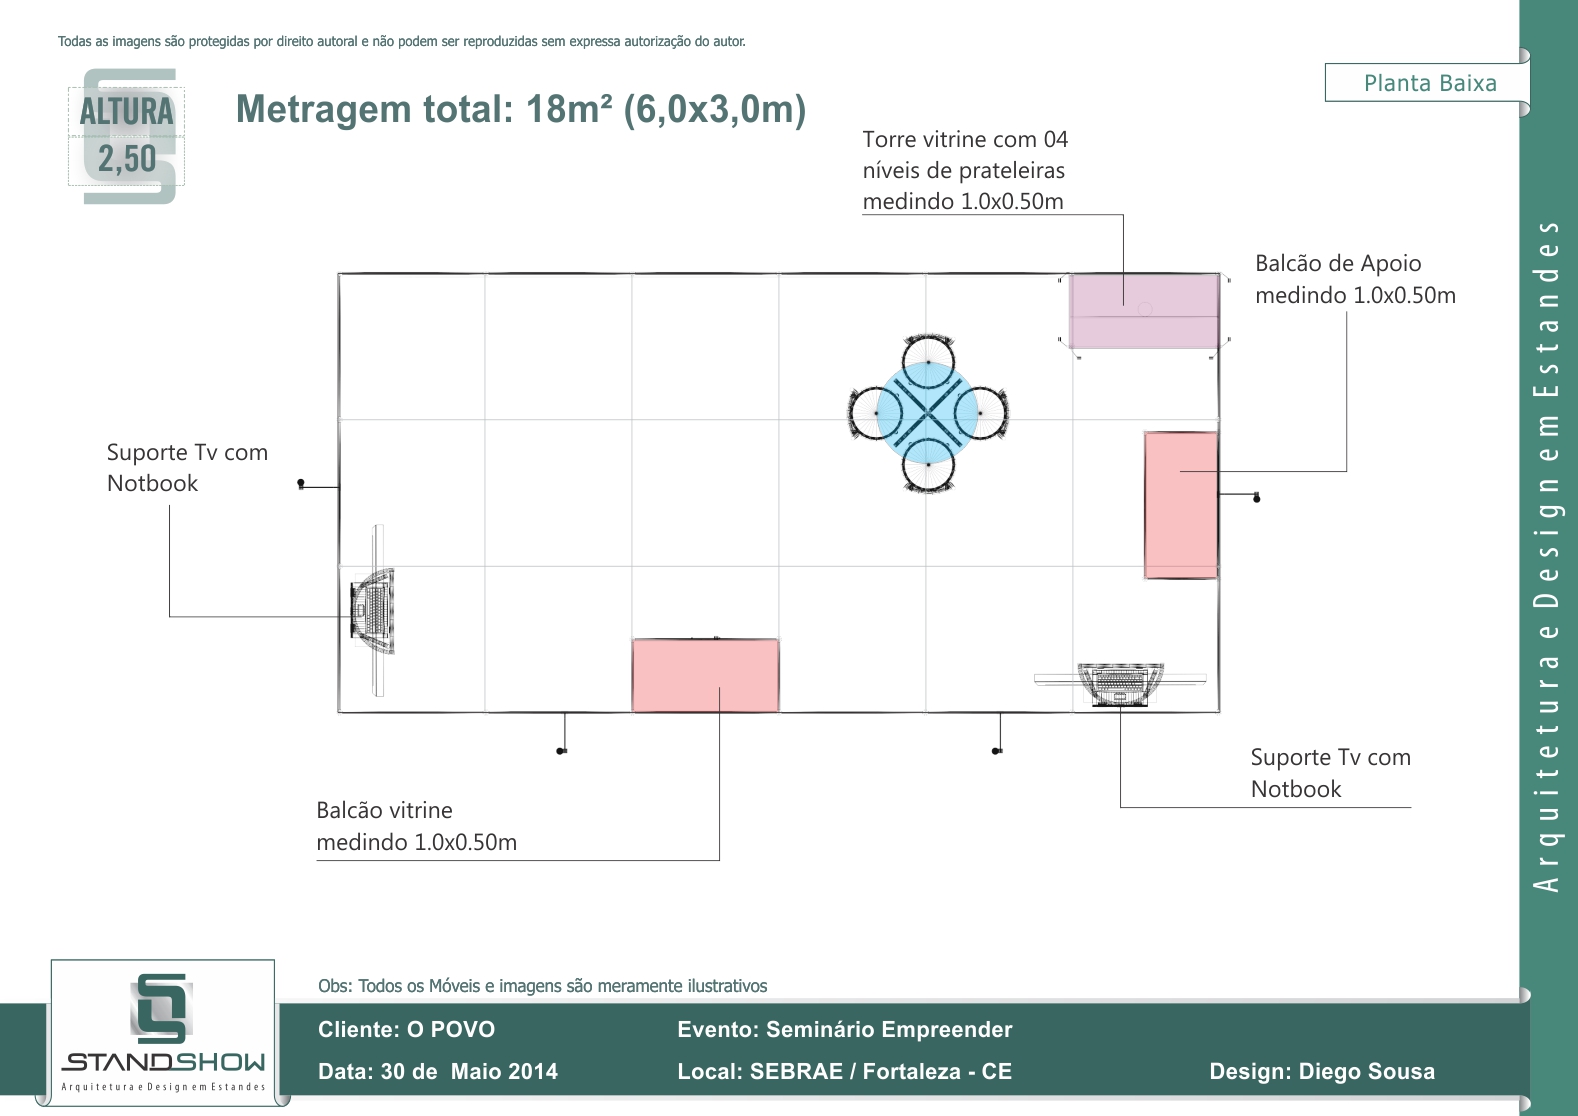 Todas as imagens são protegidas por direito autoral e não podem ser reproduzidas sem expressa autorização do autor.
ALTURA
2,50
Metragem total: 18m² (6,0x3,0m)
Planta Baixa
Torre vitrine com 04
níveis de prateleiras
medindo 1.0x0.50m
Balcão de Apoio
medindo 1.0x0.50m
Suporte Tv com
Notbook
Suporte Tv com
Notbook
Balcão vitrine
medindo 1.0x0.50m
Arquitetura e Design em Estandes
Obs: Todos os Móveis e imagens são meramente ilustrativos
STANDSHOW
Arquitetura e Design em Estandes
Cliente: O POVO
Evento: Seminário Empreender
Data: 30 de  Maio 2014
Local: SEBRAE / Fortaleza - CE
Design: Diego Sousa